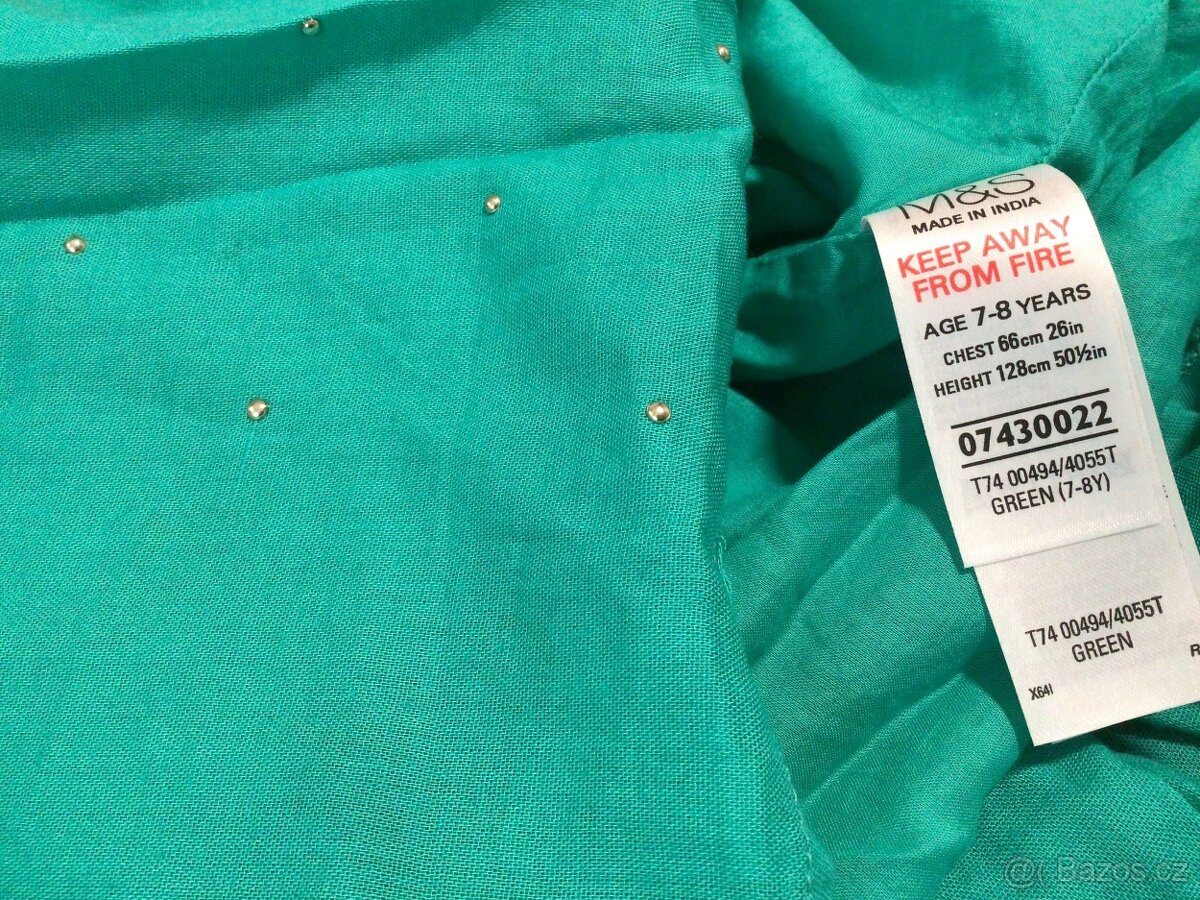 M&S
MADE IN INDIA
KEEP AWAY
FROM FIRE
AGE 7-8 YEARS
CHEST 66cm 26in
HEIGHT 128cm 50½in
07430022
T74 00494/4055T
GREEN (7-8Y)
T74 00494/4055T
GREEN
X64I
R
Bazos.cz